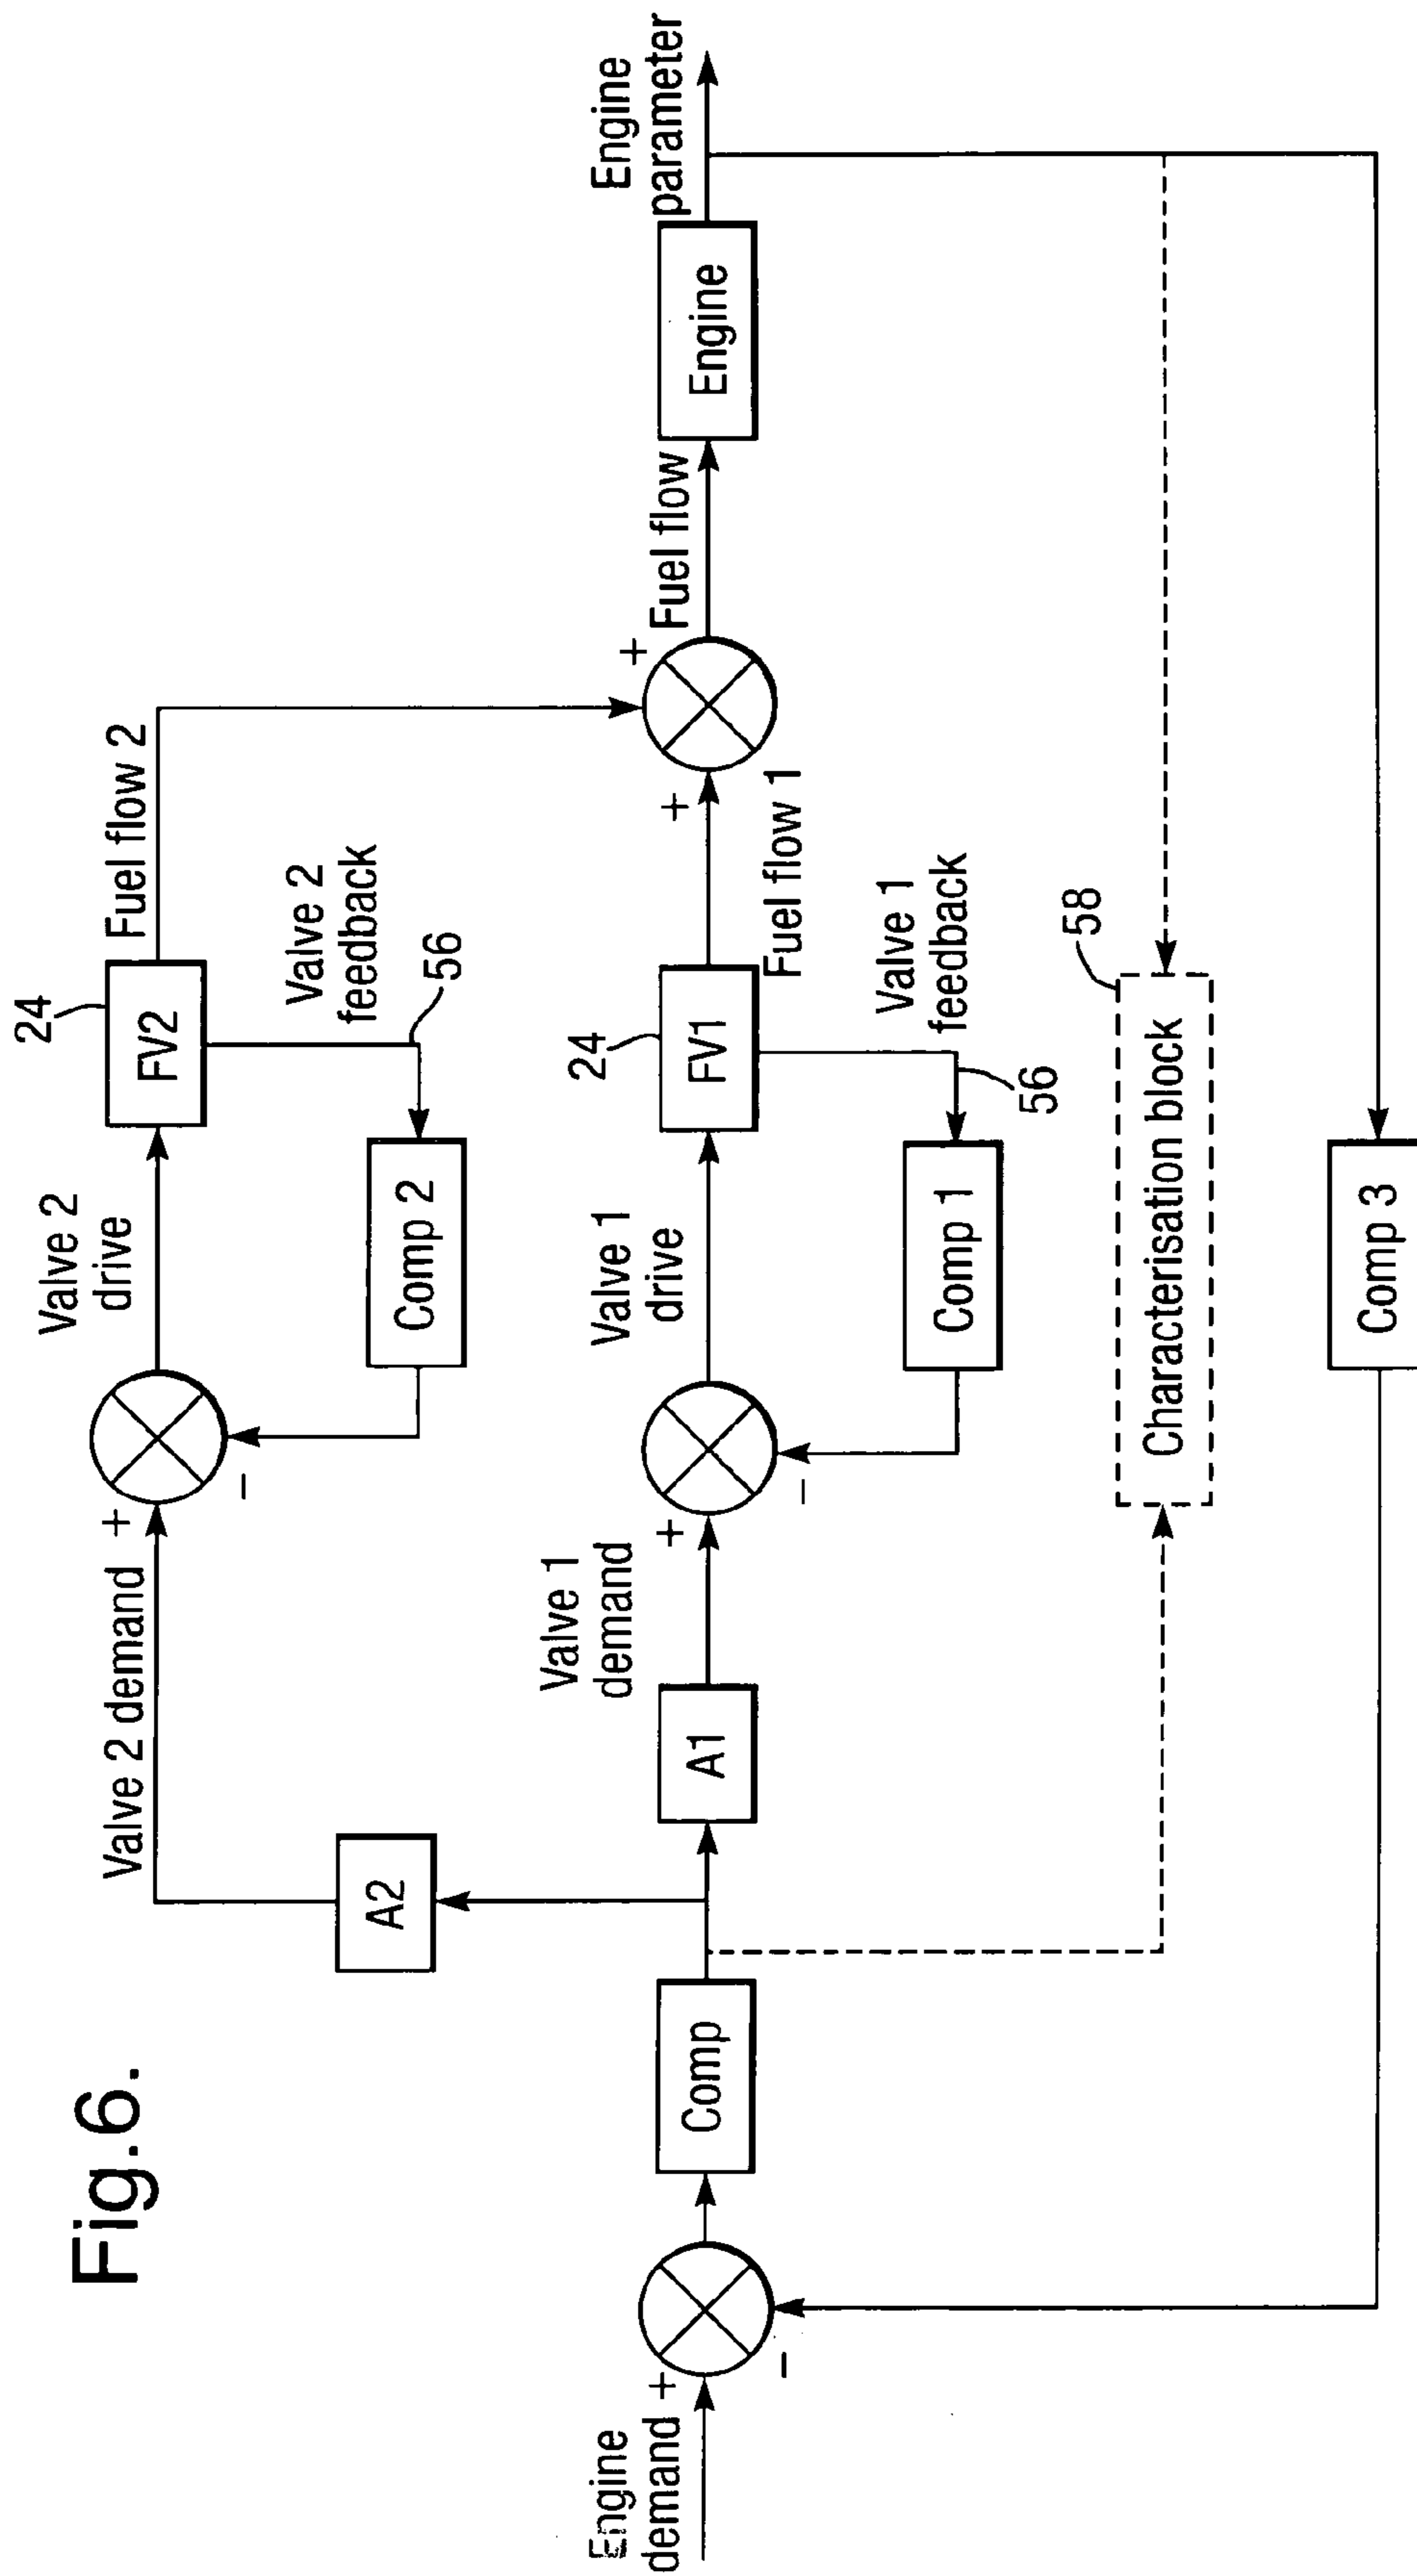 Fig.6.
Valve 2 demand
+
-
Valve 2
drive
24
FV2
Fuel flow 2
Valve 2
feedback
56
Comp 2
A2
Engine
demand
+
-
Comp
A1
Valve 1
demand
+
-
Valve 1
drive
24
FV1
Fuel flow 1
Valve 1
feedback
56
Comp 1
+
+
Fuel flow
Engine
Engine
parameter
58
Characterisation block
Comp 3